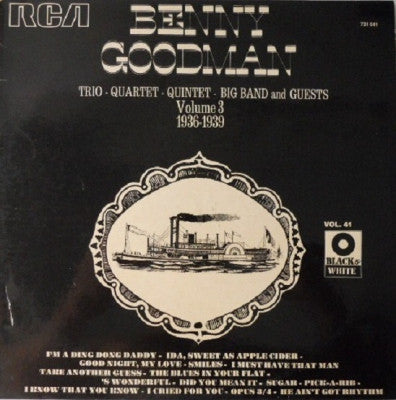 RCA
BENNY
731 041
GOODMAN
TRIO - QUARTET - QUINTET - BIG BAND and GUESTS
Volume 3
1936-1939
VOL. 41
BLACK &
WHITE
I'M A DING DONG DADDY - IDA, SWEET AS APPLE CIDER -
GOOD NIGHT, MY LOVE - SMILES - I MUST HAVE THAT MAN
TAKE ANOTHER GUESS - THE BLUES IN YOUR FLAT -
'S WONDERFUL - DID YOU MEAN IT - SUGAR - PICK-A-RIB -
I KNOW THAT YOU KNOW - I CRIED FOR YOU - OPUS 3/4 - HE AIN'T GOT RHYTHM